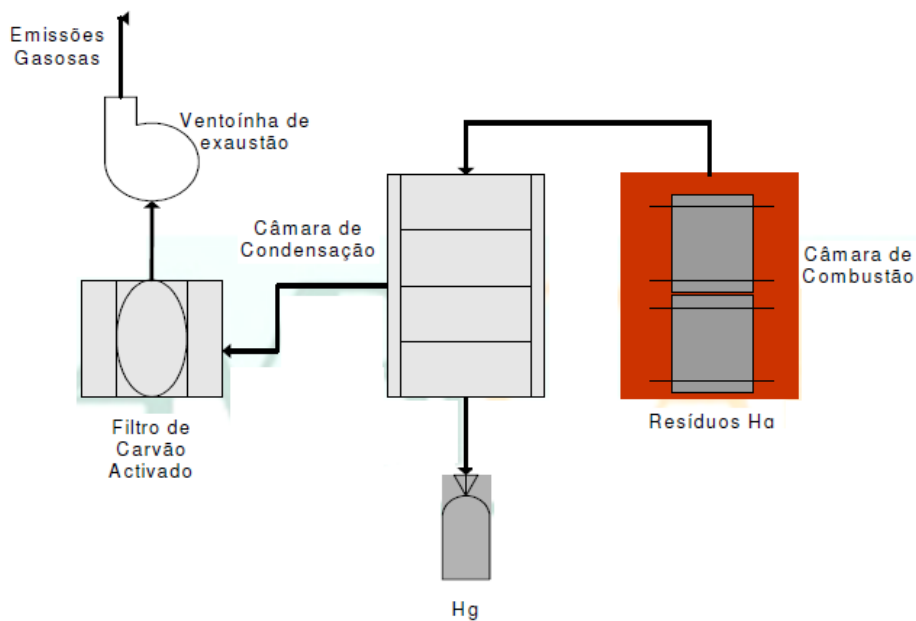 Emissões
Gasosas
Ventoínha de
exaustão
Câmara de
Condensação
Câmara de
Combustão
Filtro de
Carvão
Activado
Resíduos Hg
Hg